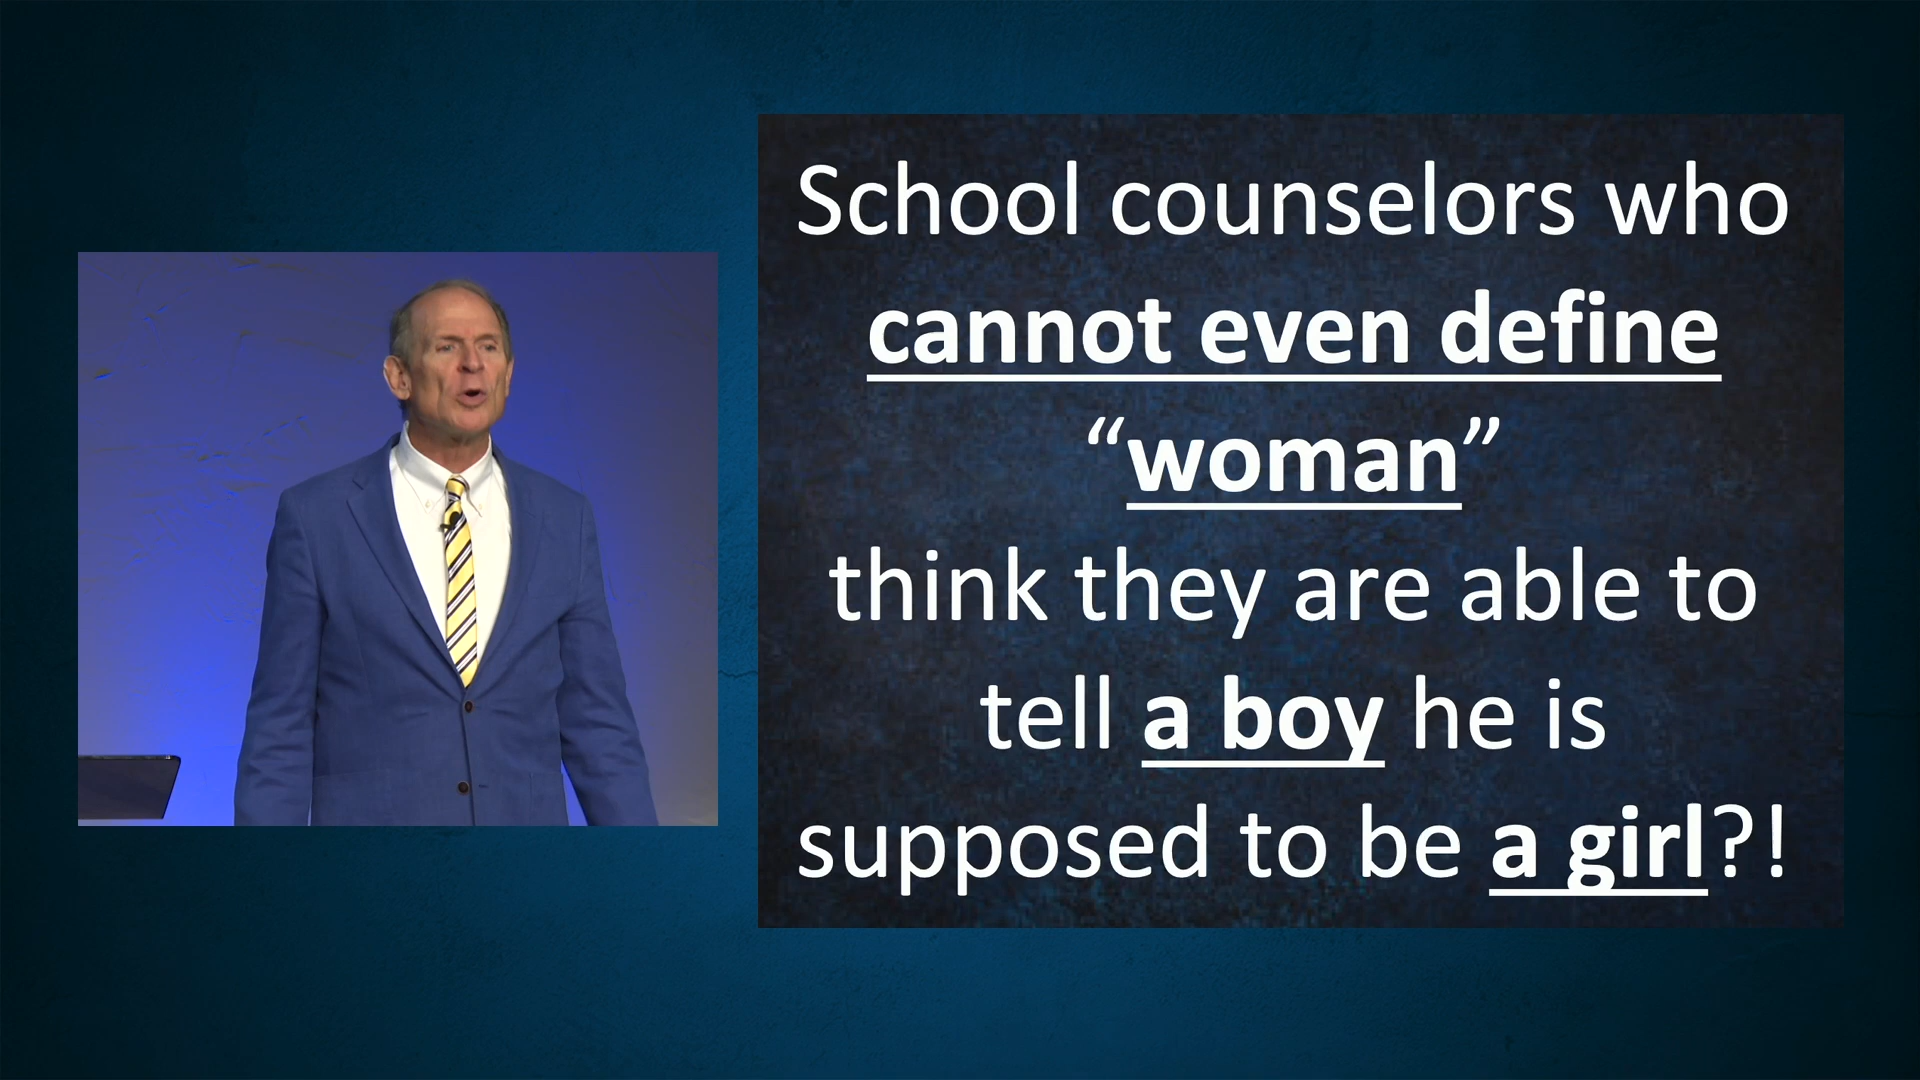 School counselors who
cannot even define
“woman”
think they are able to
tell a boy he is
supposed to be a girl?!